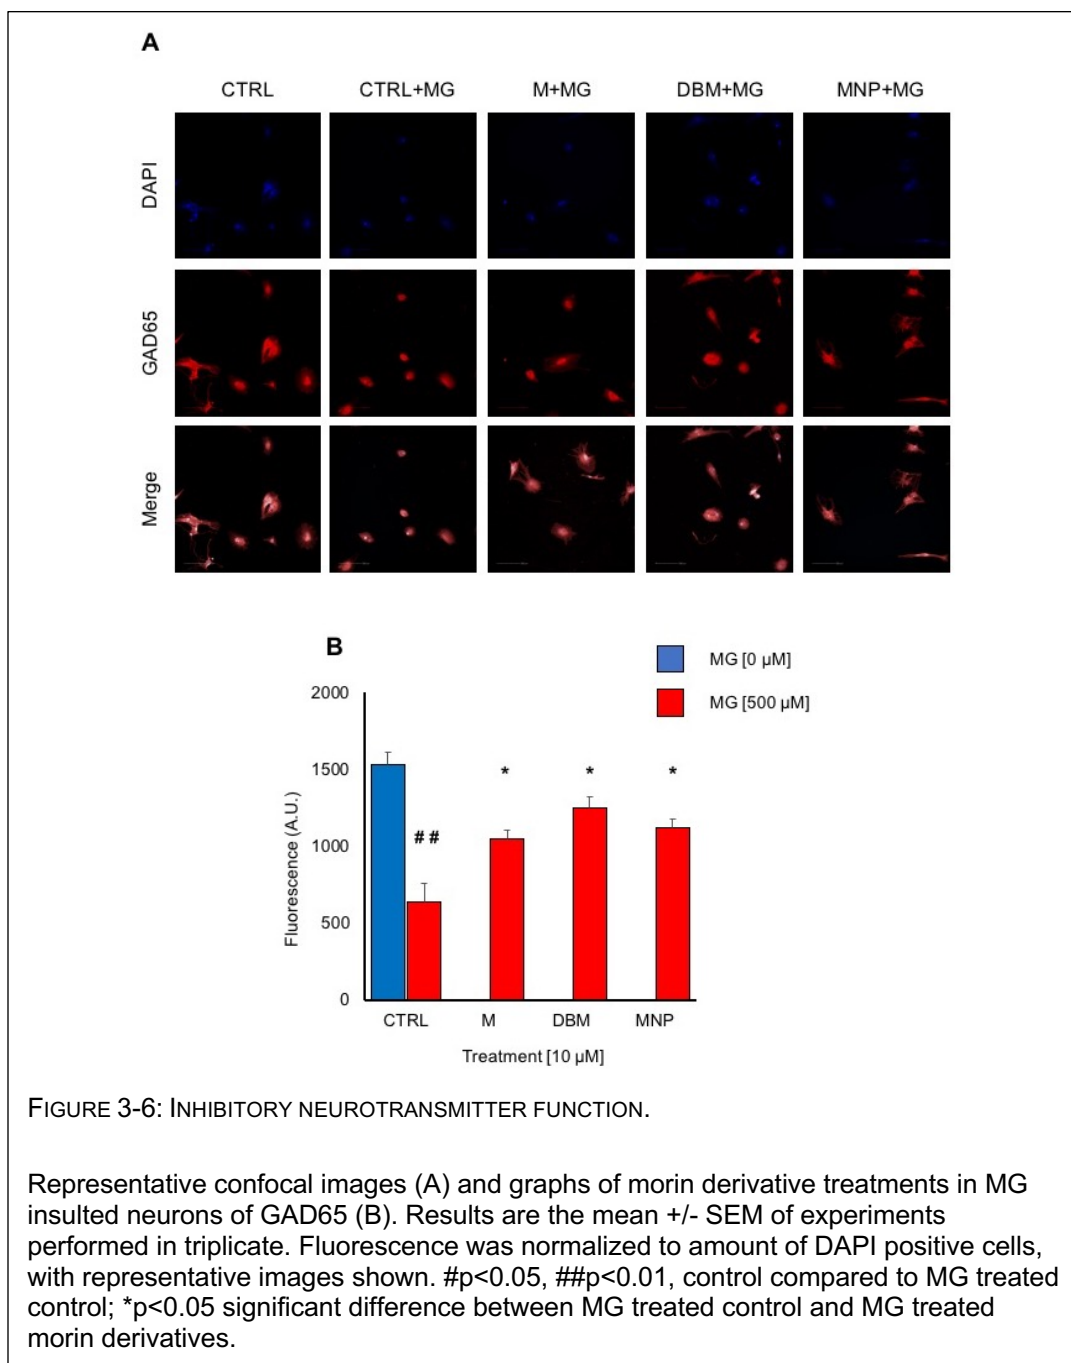 A
CTRL CTRL+MG M+MG DBM+MG MNP+MG
DAPI
GAD65
Merge
B
MG [0 µM]
MG [500 µM]
2000
1500
1000
500
0
Fluorescence (A.U.)
* * *
##
CTRL M DBM MNP
Treatment [10 µM]
FIGURE 3-6: INHIBITORY NEUROTRANSMITTER FUNCTION.
Representative confocal images (A) and graphs of morin derivative treatments in MG
insulted neurons of GAD65 (B). Results are the mean +/- SEM of experiments
performed in triplicate. Fluorescence was normalized to amount of DAPI positive cells,
with representative images shown. #p<0.05, ##p<0.01, control compared to MG treated
control; *p<0.05 significant difference between MG treated control and MG treated
morin derivatives.